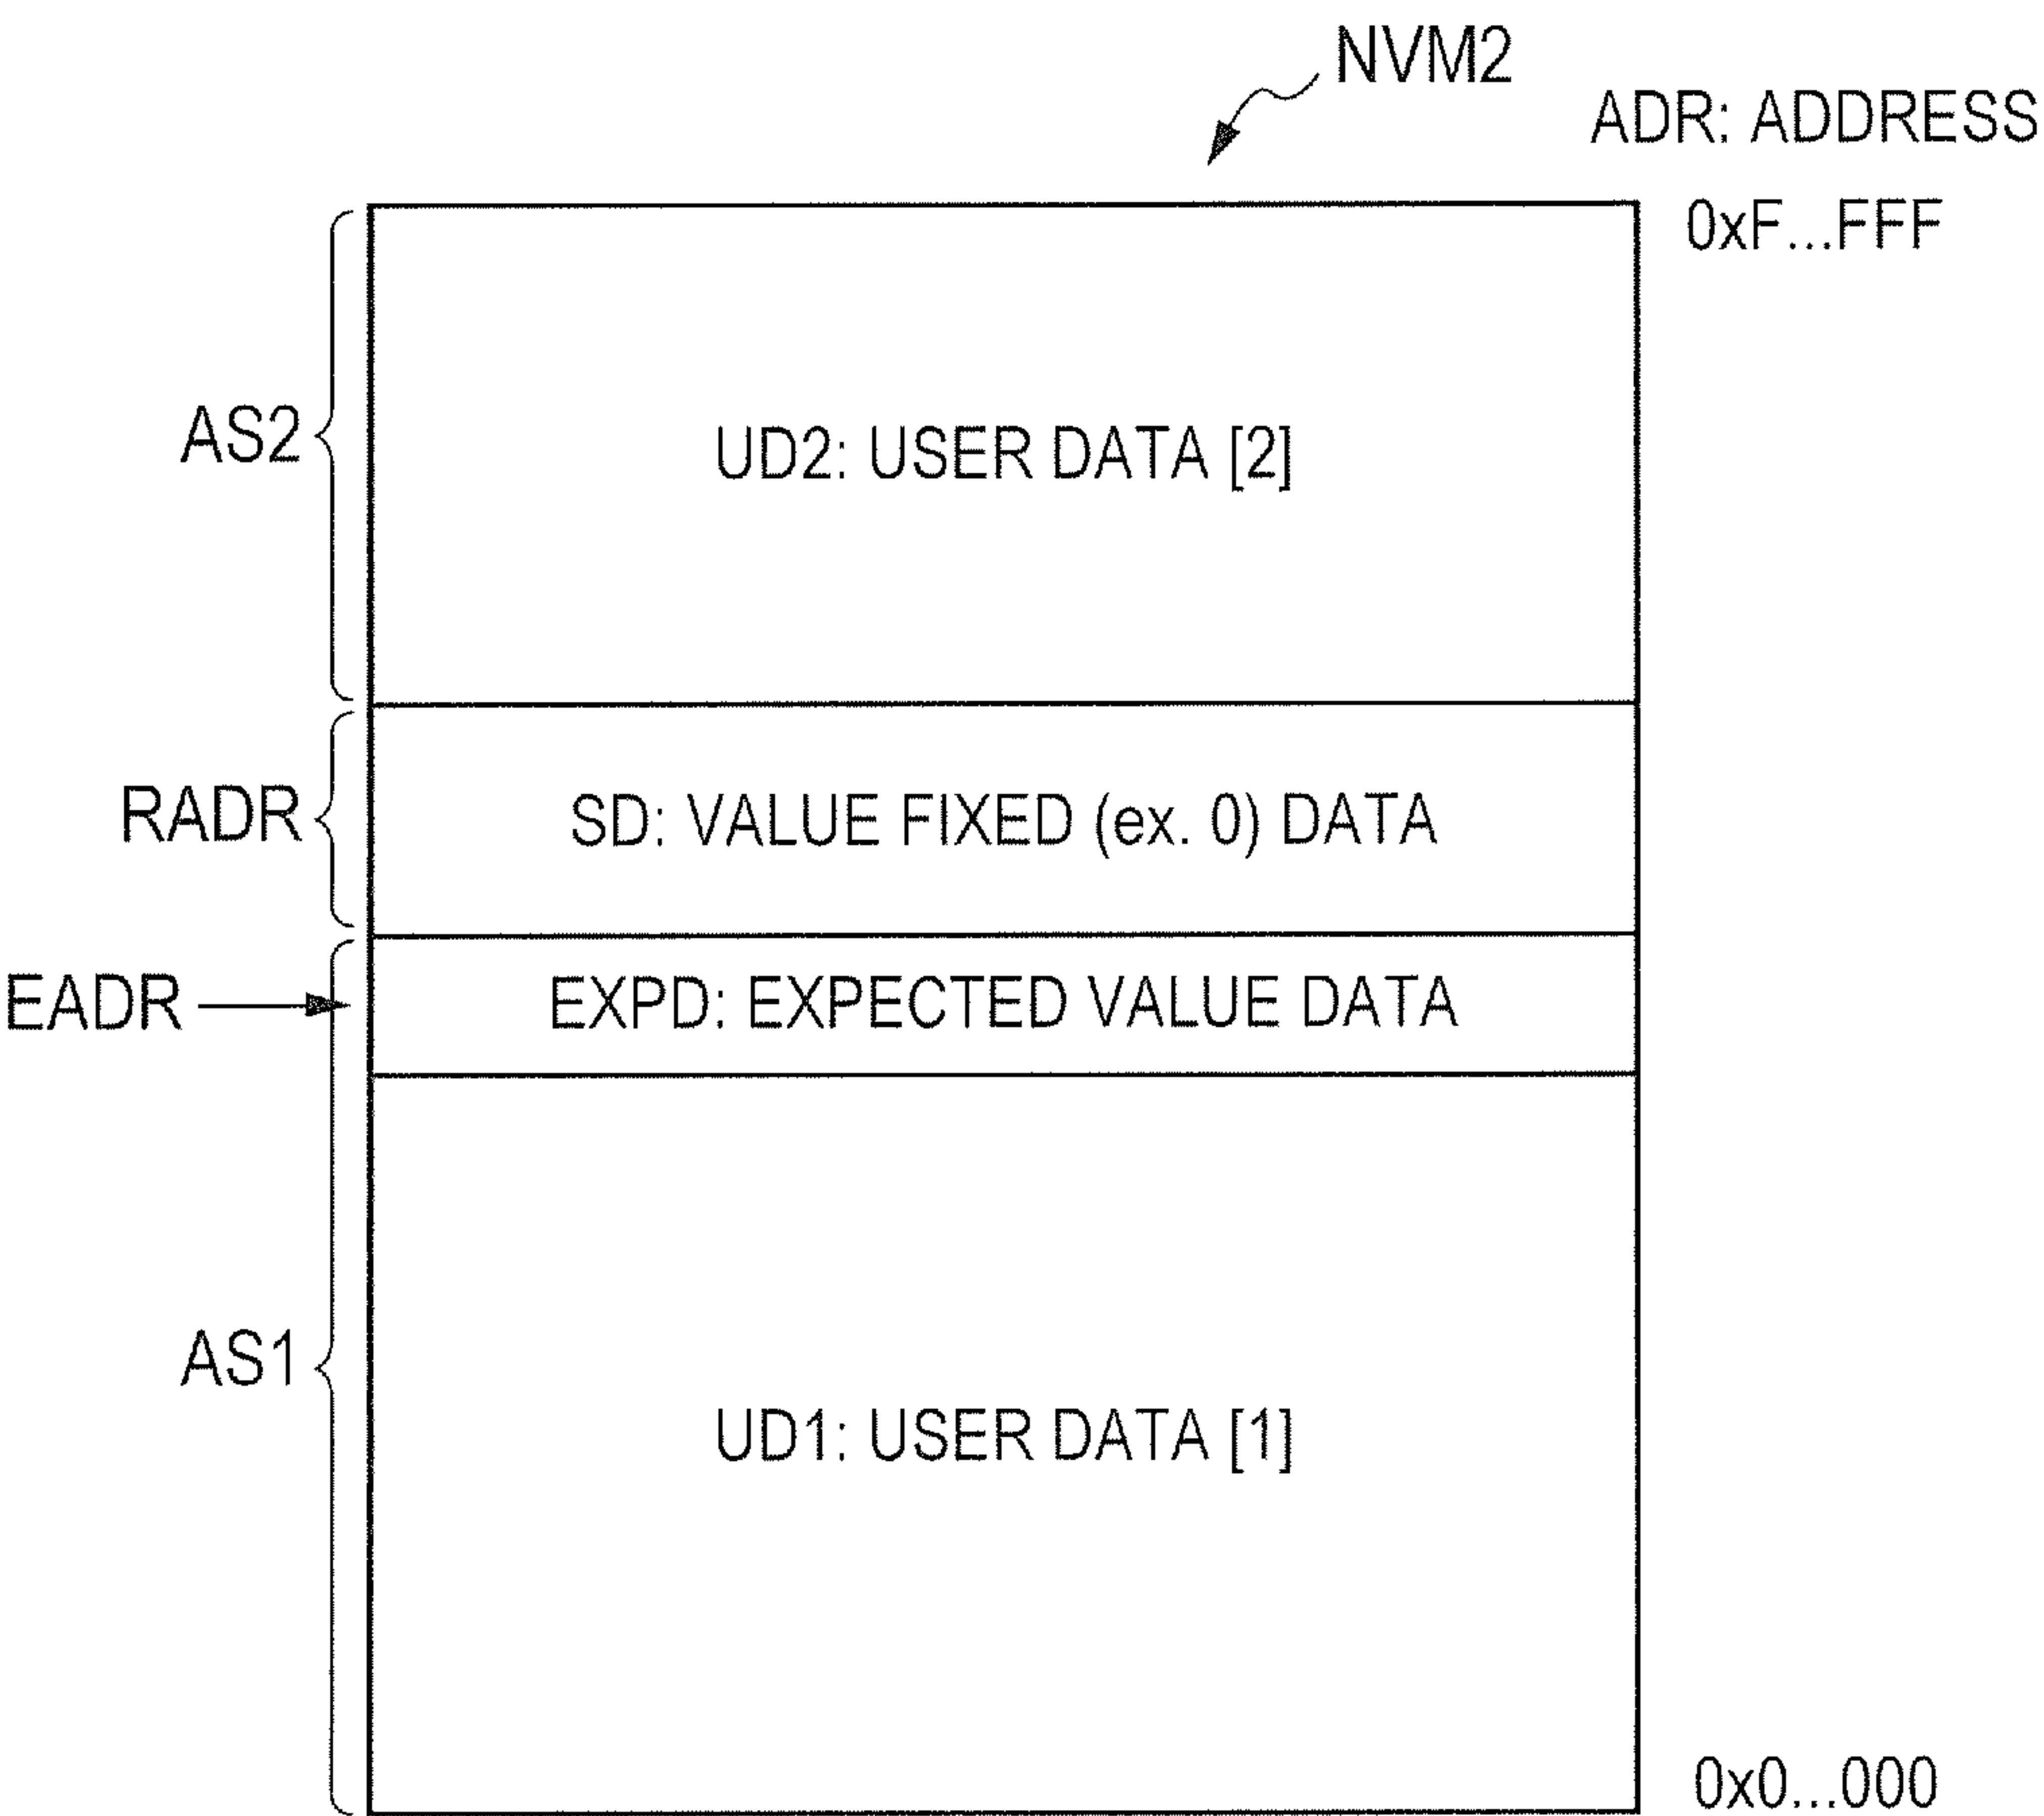 NVM2
ADR: ADDRESS
0xF...FFF
AS2
UD2: USER DATA [2]
RADR
SD: VALUE FIXED (ex. 0) DATA
EADR
EXPD: EXPECTED VALUE DATA
AS1
UD1: USER DATA [1]
0x0...000